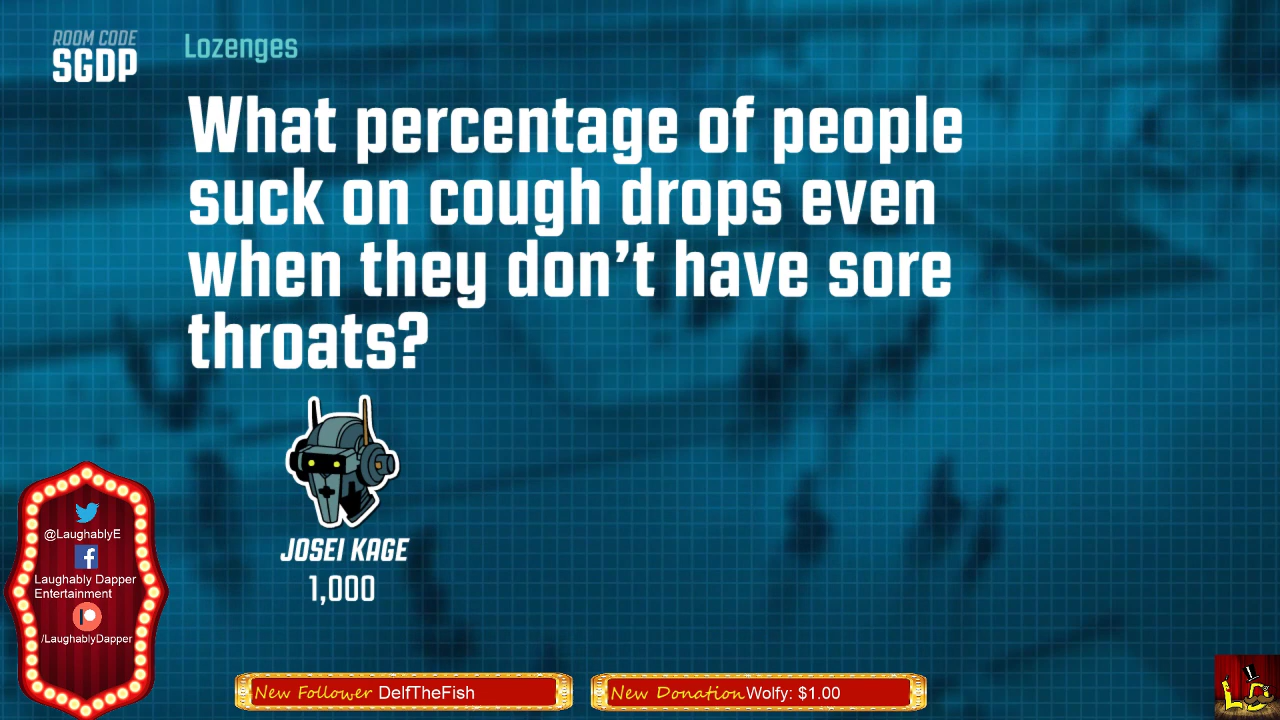 ROOM CODE
SGDP
Lozenges
What percentage of people
suck on cough drops even
when they don't have sore
throats?
JOSEI KAGE
1,000
@LaughablyE
Laughably Dapper
Entertainment
/LaughablyDapper
New Follower DelfTheFish
New Donation Wolfy: $1.00
LD